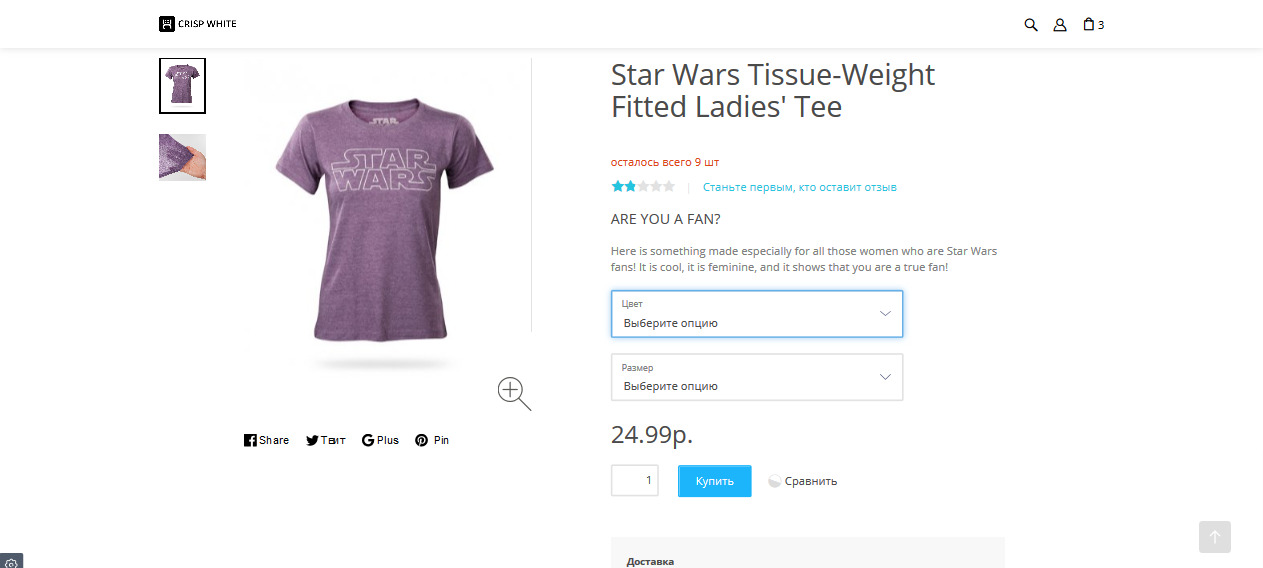 CRISP WHITE
3
Star Wars Tissue-Weight
Fitted Ladies' Tee
STAR
STAR
WARS
осталось всего 9 шт
Станьте первым, кто оставит отзыв
ARE YOU A FAN?
Here is something made especially for all those women who are Star Wars
fans! It is cool, it is feminine, and it shows that you are a true fan!
Цвет
Выберите опцию
Размер
Выберите опцию
24.99р.
Share Твит Plus Pin
1 Купить Сравнить
Доставка